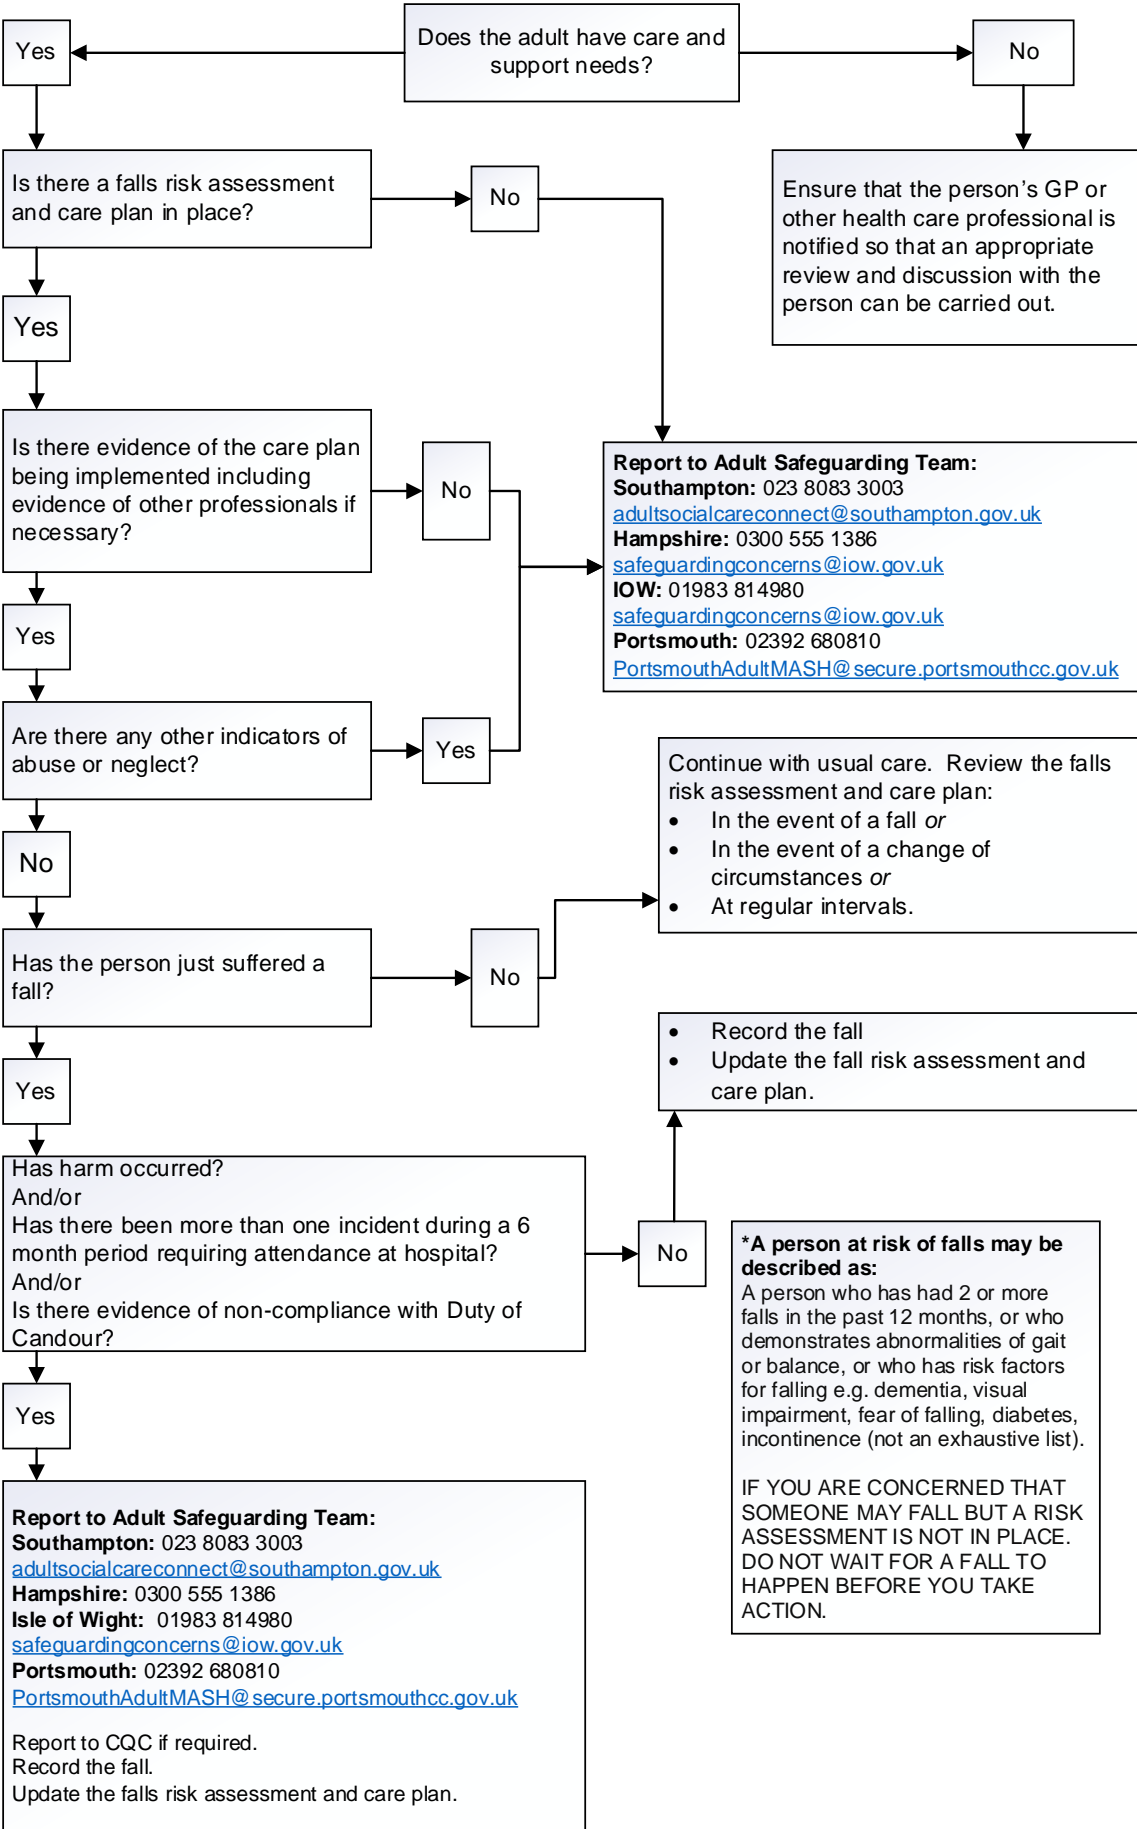 Yes
Does the adult have care and
support needs?
No
Is there a falls risk assessment
and care plan in place?
No
Ensure that the person’s GP or
other health care professional is
notified so that an appropriate
review and discussion with the
person can be carried out.
Yes
Is there evidence of the care plan
being implemented including
evidence of other professionals if
necessary?
No
Report to Adult Safeguarding Team:
Southampton: 023 8083 3003
adultsocialcareconnect@southampton.gov.uk
Hampshire: 0300 555 1386
safeguardingconcerns@iow.gov.uk
IOW: 01983 814980
safeguardingconcerns@iow.gov.uk
Portsmouth: 02392 680810
PortsmouthAdultMASH@secure.portsmouthcc.gov.uk
Yes
Are there any other indicators of
abuse or neglect?
Yes
Continue with usual care. Review the falls
risk assessment and care plan:
• In the event of a fall or
• In the event of a change of
circumstances or
• At regular intervals.
No
Has the person just suffered a
fall?
No
• Record the fall
• Update the fall risk assessment and
care plan.
Yes
Has harm occurred?
And/or
Has there been more than one incident during a 6
month period requiring attendance at hospital?
And/or
Is there evidence of non-compliance with Duty of
Candour?
No
*A person at risk of falls may be
described as:
A person who has had 2 or more
falls in the past 12 months, or who
demonstrates abnormalities of gait
or balance, or who has risk factors
for falling e.g. dementia, visual
impairment, fear of falling, diabetes,
incontinence (not an exhaustive list).
IF YOU ARE CONCERNED THAT
SOMEONE MAY FALL BUT A RISK
ASSESSMENT IS NOT IN PLACE.
DO NOT WAIT FOR A FALL TO
HAPPEN BEFORE YOU TAKE
ACTION.
Yes
Report to Adult Safeguarding Team:
Southampton: 023 8083 3003
adultsocialcareconnect@southampton.gov.uk
Hampshire: 0300 555 1386
Isle of Wight: 01983 814980
safeguardingconcerns@iow.gov.uk
Portsmouth: 02392 680810
PortsmouthAdultMASH@secure.portsmouthcc.gov.uk
Report to CQC if required.
Record the fall.
Update the falls risk assessment and care plan.